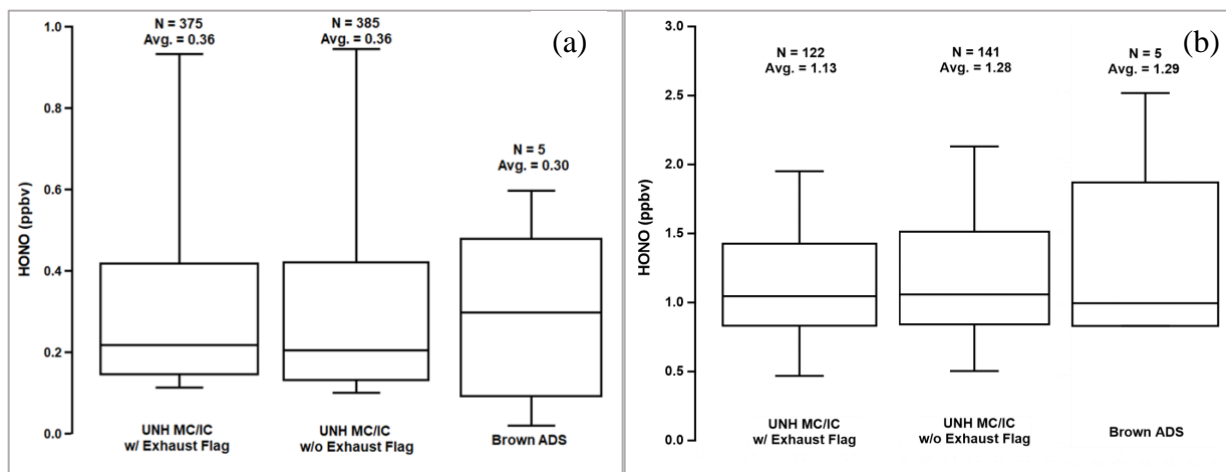 (a)
N = 375
Avg. = 0.36
N = 385
Avg. = 0.36
N = 5
Avg. = 0.30
HONO (ppbv)
1.0
0.8
0.6
0.4
0.2
0.0
UNH MC/IC
w/ Exhaust Flag
UNH MC/IC
w/o Exhaust Flag
Brown ADS
(b)
N = 122
Avg. = 1.13
N = 141
Avg. = 1.28
N = 5
Avg. = 1.29
HONO (ppbv)
3.0
2.5
2.0
1.5
1.0
0.5
0.0
UNH MC/IC
w/ Exhaust Flag
UNH MC/IC
w/o Exhaust Flag
Brown ADS